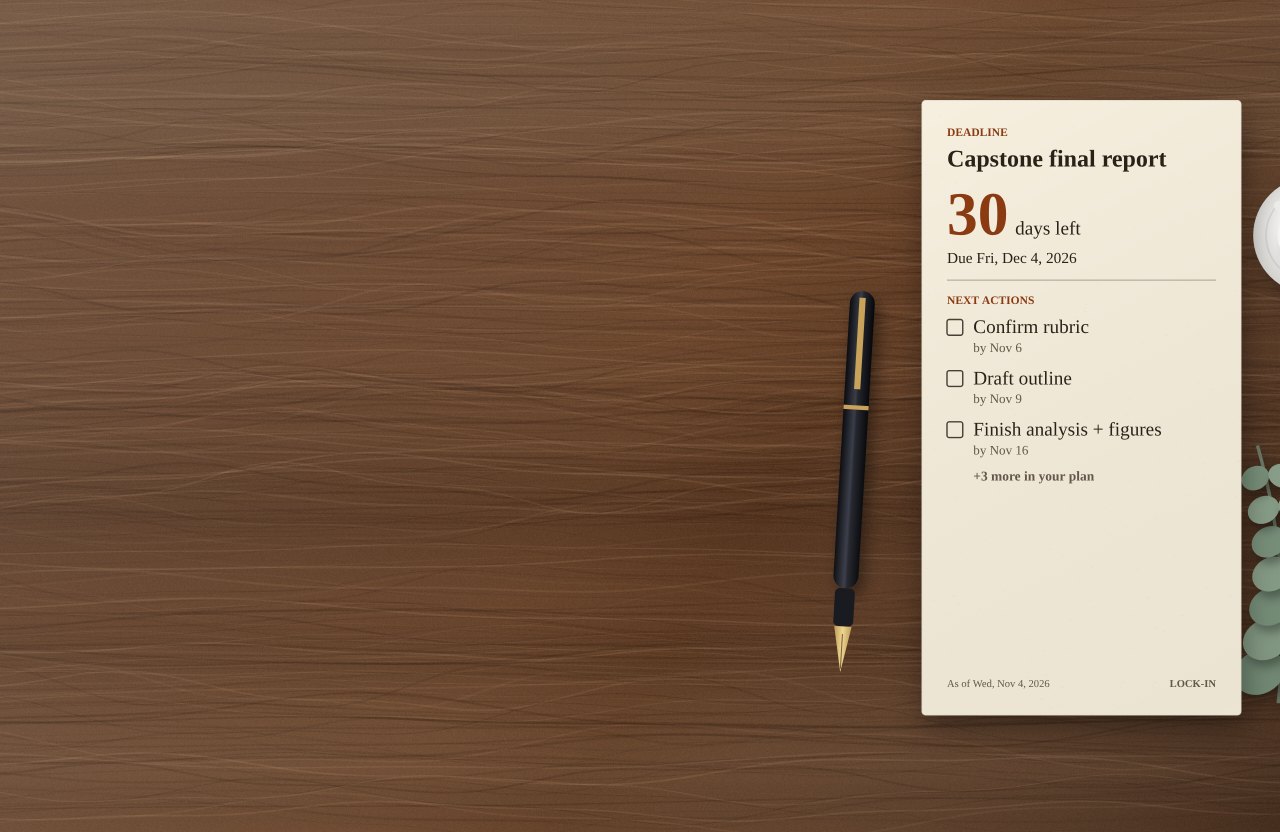 DEADLINE
Capstone final report
30 days left
Due Fri, Dec 4, 2026
NEXT ACTIONS
Confirm rubric
by Nov 6
Draft outline
by Nov 9
Finish analysis + figures
by Nov 16
+3 more in your plan
As of Wed, Nov 4, 2026
LOCK-IN